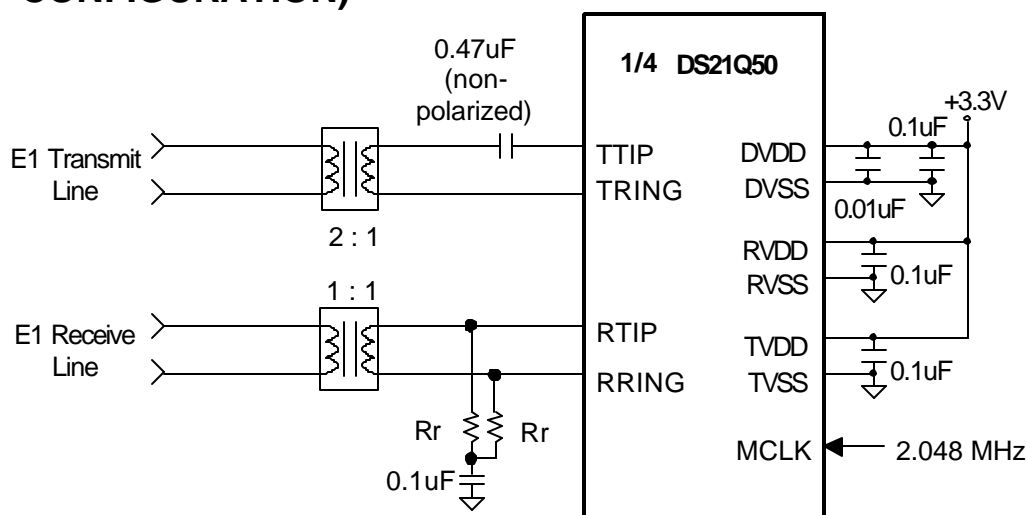 CONFIGURATION)
0.47uF
(non-
polarized)
1/4 DS21Q50
+3.3V
0.1uF
E1 Transmit
Line
TTIP
TRING
DVDD
DVSS
0.01uF
2 : 1
RVDD
RVSS
0.1uF
1 : 1
E1 Receive
Line
RTIP
RRING
TVDD
TVSS
0.1uF
Rr
Rr
0.1uF
MCLK
2.048 MHz